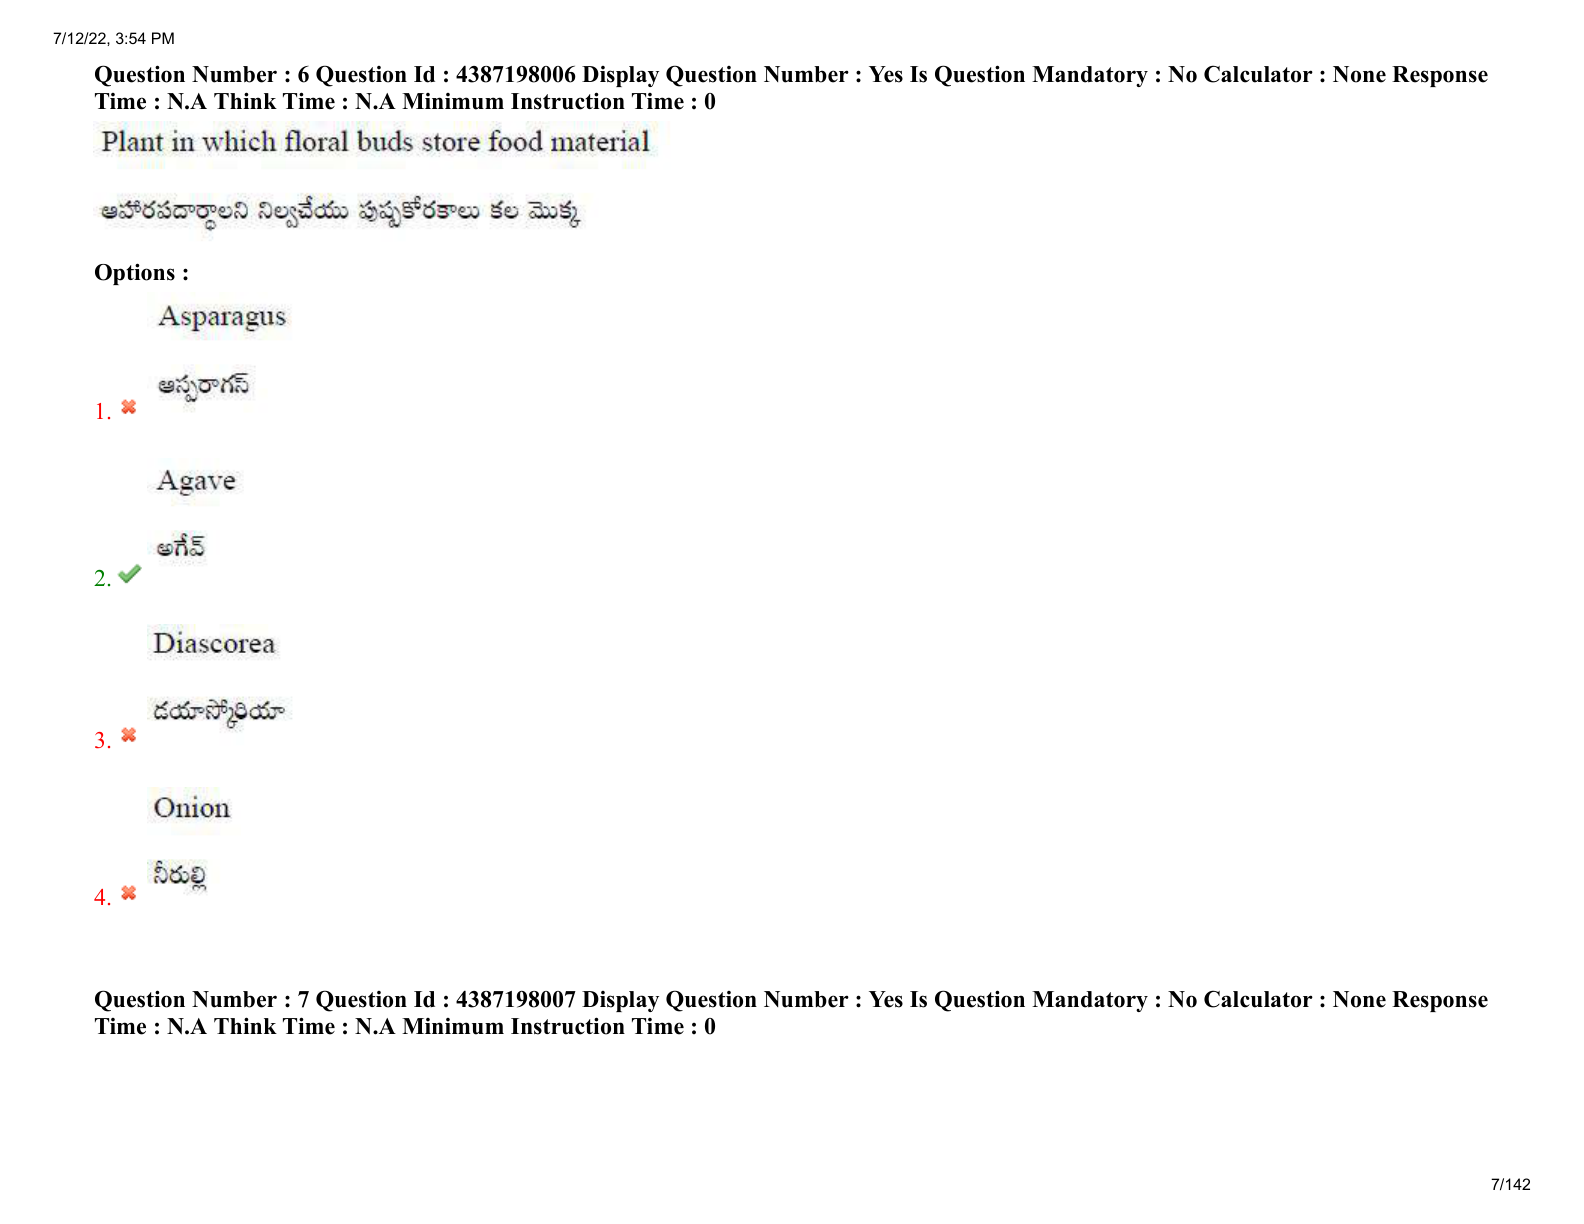 7/12/22, 3:54 PM
Question Number : 6 Question Id : 4387198006 Display Question Number : Yes Is Question Mandatory : No Calculator : None Response
Time : N.A Think Time : N.A Minimum Instruction Time : 0
Plant in which floral buds store food material
ఆహారపదార్ధాలని నిల్వచేయు పుష్పకోరకాలు కల మొక్క
Options :
Asparagus
ఆస్పరాగస్
1.
Agave
అగేవ్
2.
Diascorea
డయాస్కోరియా
3.
Onion
నీరుల్లి
4.
Question Number : 7 Question Id : 4387198007 Display Question Number : Yes Is Question Mandatory : No Calculator : None Response
Time : N.A Think Time : N.A Minimum Instruction Time : 0
7/142